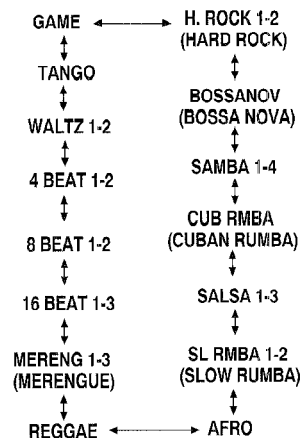 GAME
TANGO
WALTZ 1-2
4 BEAT 1-2
8 BEAT 1-2
16 BEAT 1-3
MERENG 1-3
(MERENGUE)
REGGAE
H. ROCK 1-2
(HARD ROCK)
BOSSANOV
(BOSSA NOVA)
SAMBA 1-4
CUB RMBA
(CUBAN RUMBA)
SALSA 1-3
SL RMBA 1-2
(SLOW RUMBA)
AFRO